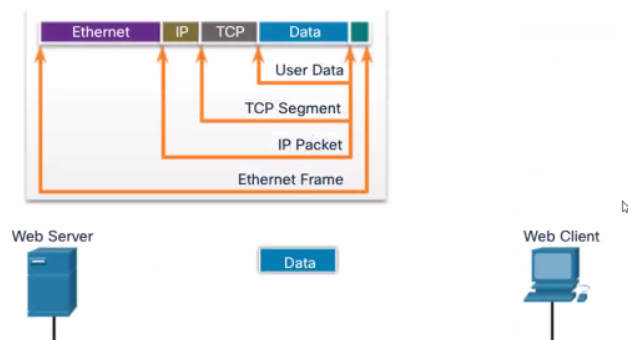 Ethernet IP TCP Data
User Data
TCP Segment
IP Packet
Ethernet Frame
Web Server
Web Client
Data